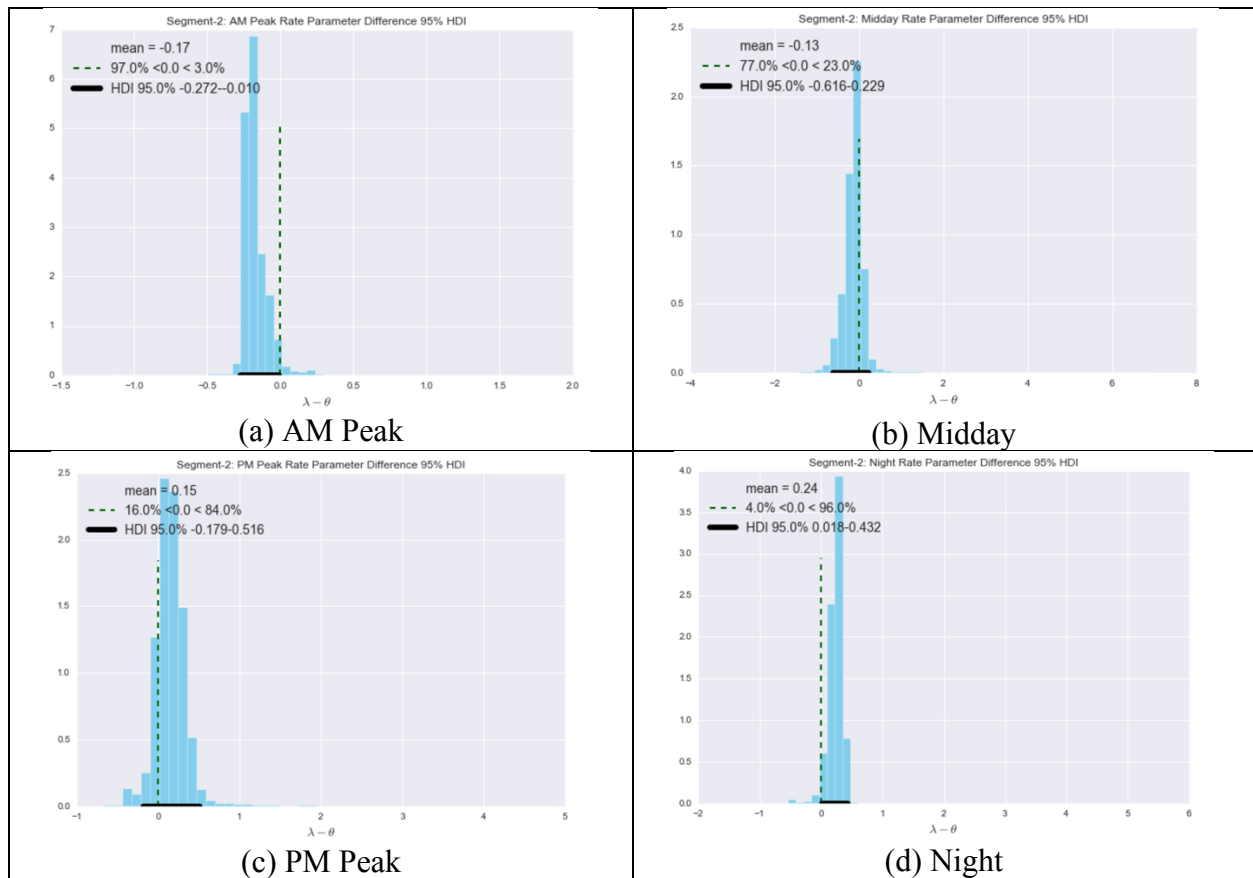 Segment-2: AM Peak Rate Parameter Difference 95% HDI
7
6
5
4
3
2
1
0
mean = -0.17
97.0% <0.0 < 3.0%
HDI 95.0% -0.272--0.010
-1.5 -1.0 -0.5 0.0 0.5 1.0 1.5 2.0
λ − θ
(a) AM Peak
Segment-2: Midday Rate Parameter Difference 95% HDI
2.5
2.0
1.5
1.0
0.5
0.0
mean = -0.13
77.0% <0.0 < 23.0%
HDI 95.0% -0.616-0.229
-4 -2 0 2 4 6 8
λ − θ
(b) Midday
Segment-2: PM Peak Rate Parameter Difference 95% HDI
2.5
2.0
1.5
1.0
0.5
0.0
mean = 0.15
16.0% <0.0 < 84.0%
HDI 95.0% -0.179-0.516
-1 0 1 2 3 4 5
λ − θ
(c) PM Peak
Segment-2: Night Rate Parameter Difference 95% HDI
4.0
3.5
3.0
2.5
2.0
1.5
1.0
0.5
0.0
mean = 0.24
4.0% <0.0 < 96.0%
HDI 95.0% 0.018-0.432
-2 -1 0 1 2 3 4 5 6
λ − θ
(d) Night